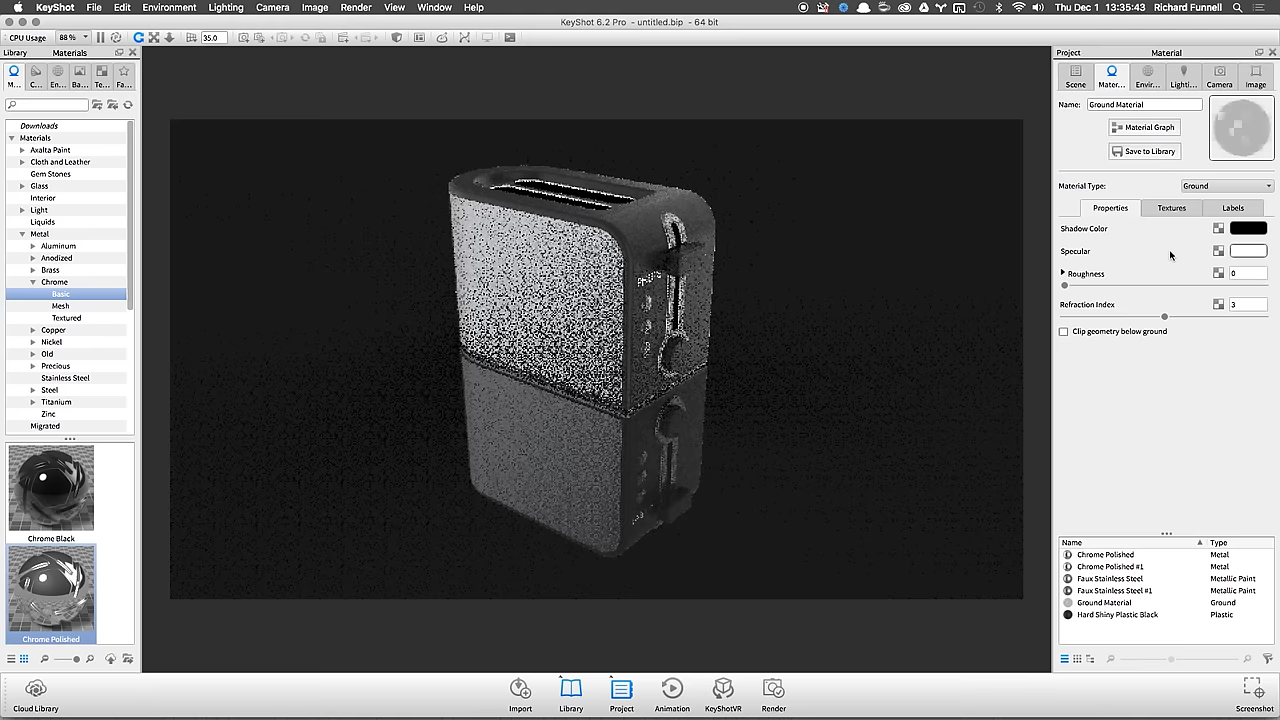 KeyShot File Edit Environment Lighting Camera Image Render View Window Help Thu Dec 1 13:35:43 Richard Funnell
KeyShot 6.2 Pro - untitled.bip - 64 bit
CPU Usage 88 % 35.0
Library Materials
Project Material
M... C... En... Ba... Te... Fa...
Scene Mater... Envir... Lighti... Camera Image
Name: Ground Material
Material Graph
Save to Library
Downloads
Materials
Axalta Paint
Cloth and Leather
Gem Stones
Glass
Interior
Light
Liquids
Metal
Aluminum
Anodized
Brass
Chrome
Basic
Mesh
Textured
Copper
Nickel
Old
Precious
Stainless Steel
Steel
Titanium
Zinc
Migrated
Chrome Black
Chrome Polished
Material Type: Ground
Properties Textures Labels
Shadow Color
Specular
Roughness 0
Refraction Index 3
Clip geometry below ground
Name Type
Chrome Polished Metal
Chrome Polished #1 Metal
Faux Stainless Steel Metallic Paint
Faux Stainless Steel #1 Metallic Paint
Ground Material Ground
Hard Shiny Plastic Black Plastic
Cloud Library Import Library Project Animation KeyShotVR Render Screenshot